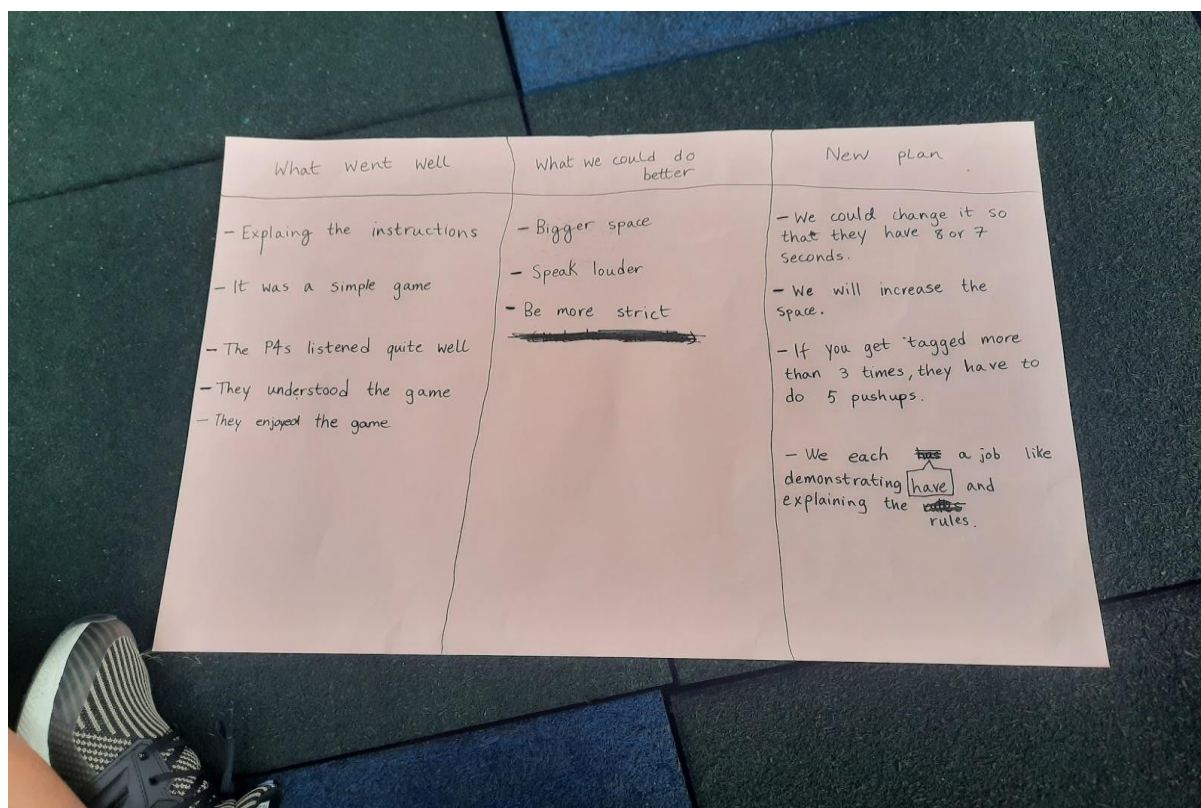 What went well
- Explaing the instructions
- It was a simple game
- The P4s listened quite well
- They understood the game
- They enjoyed the game
What we could do
better
- Bigger space
- Speak louder
- Be more strict
New plan
- We could change it so
that they have 8 or 7
seconds.
- We will increase the
space.
- If you get tagged more
than 3 times, they have to
do 5 pushups.
- We each have a job like
demonstrating and
explaining the
rules.